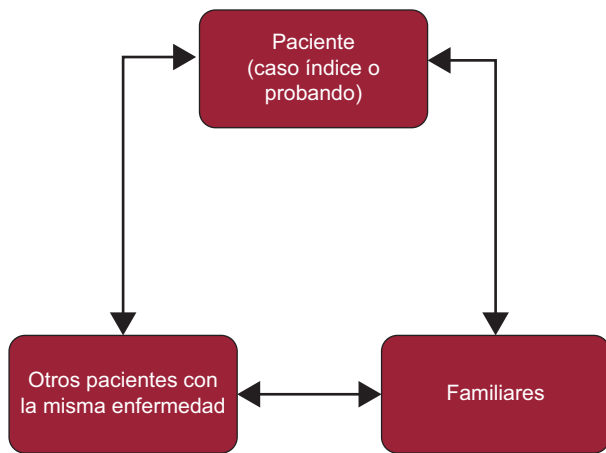 Paciente
(caso índice o
probando)
Otros pacientes con
la misma enfermedad
Familiares